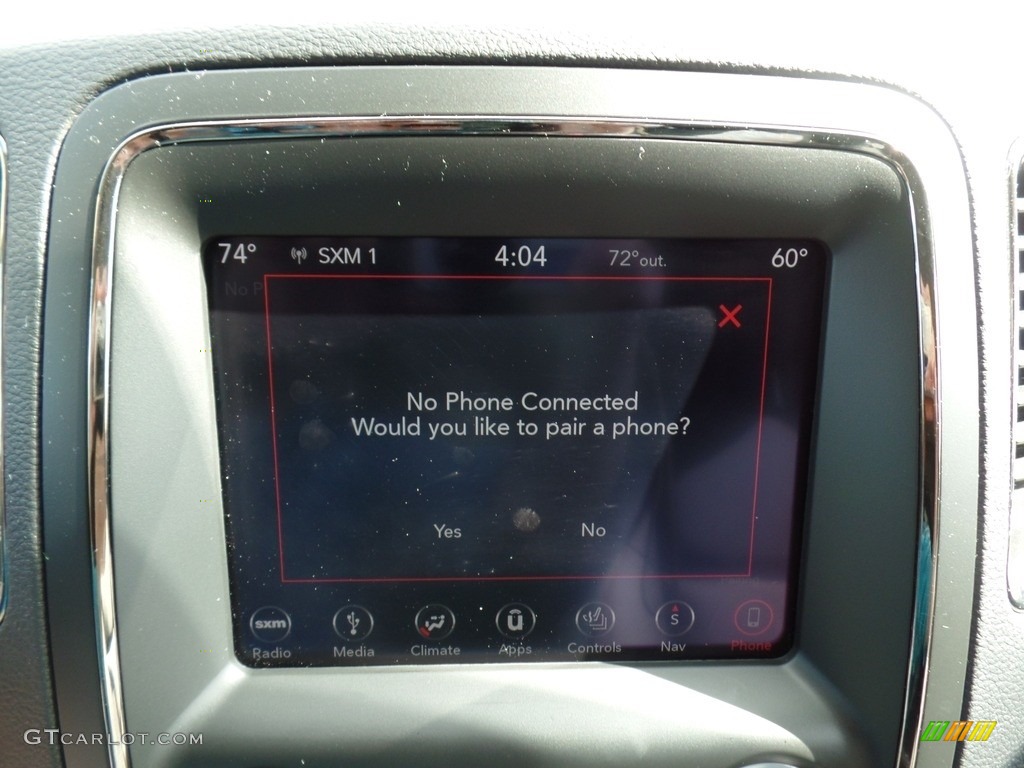 74° SXM 1 4:04 72°out. 60°
No P
No Phone Connected
Would you like to pair a phone?
Yes No
sxm S
Radio Media Climate Apps Controls Nav Phone
GTCARLOT.COM